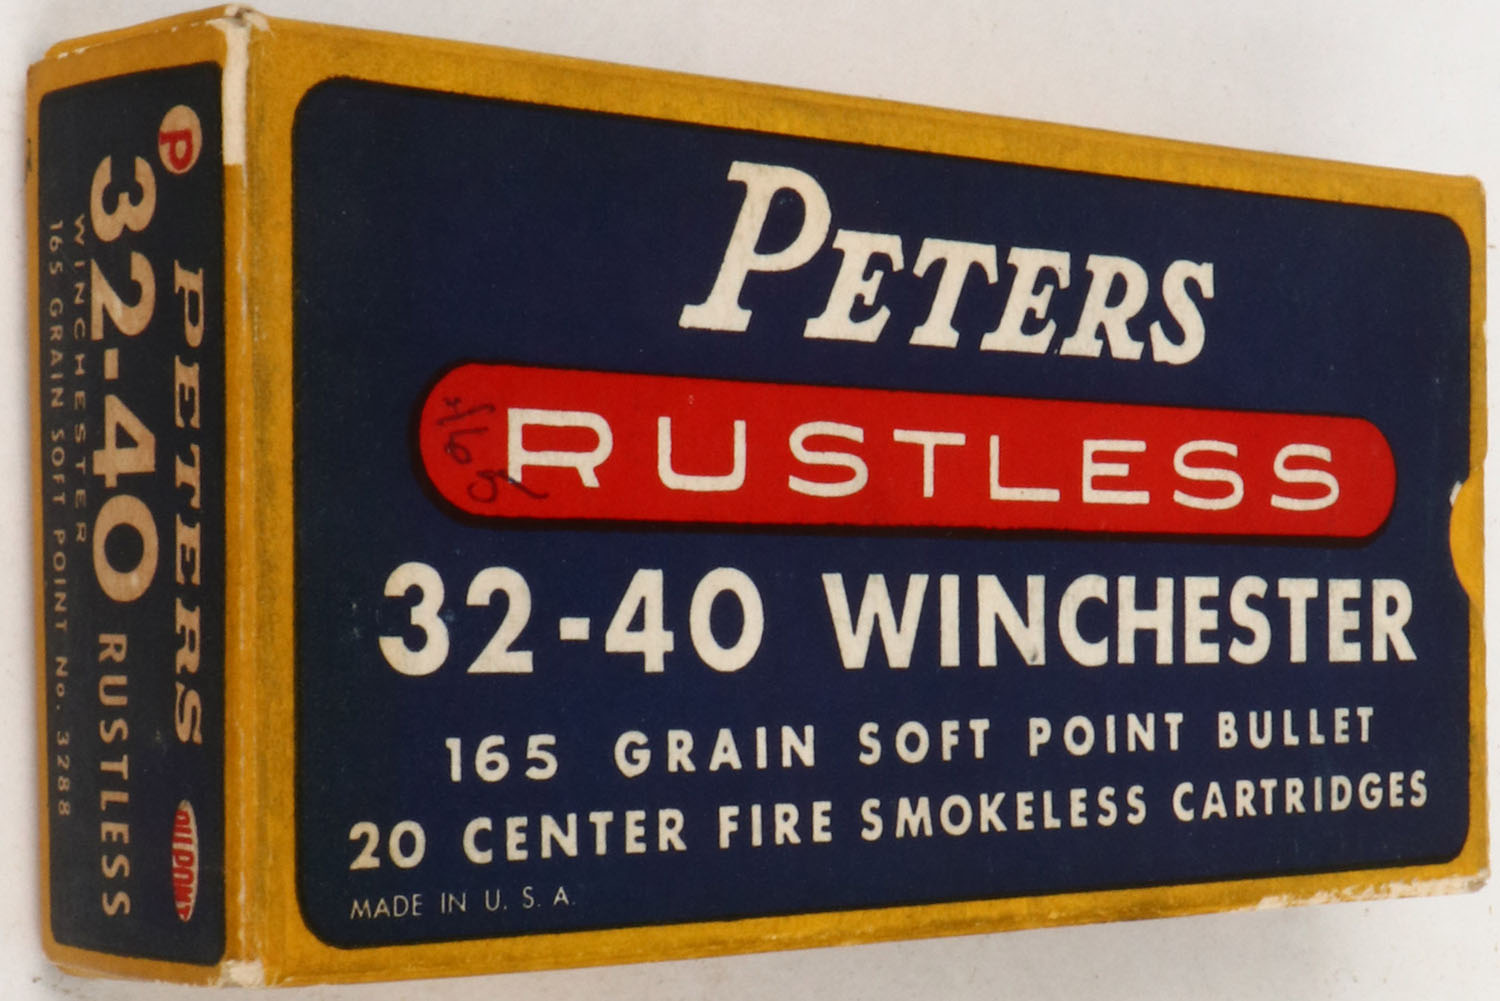 PETERS
RUSTLESS
32-40 WINCHESTER
165 GRAIN SOFT POINT BULLET
20 CENTER FIRE SMOKELESS CARTRIDGES
MADE IN U. S. A.
P PETERS
32-40 RUSTLESS
WINCHESTER
165 GRAIN SOFT POINT No. 3288